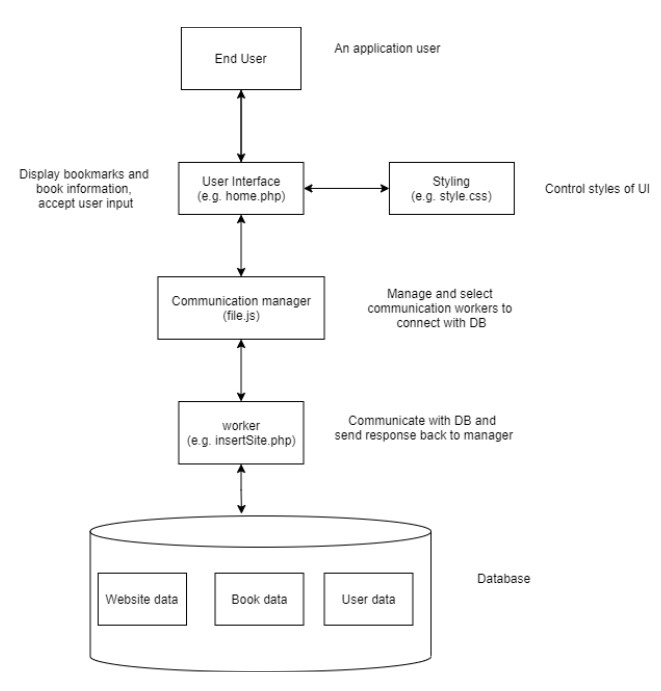 End User
An application user
Display bookmarks and
book information,
accept user input
User Interface
(e.g. home.php)
Styling
(e.g. style.css)
Control styles of UI
Communication manager
(file.js)
Manage and select
communication workers to
connect with DB
worker
(e.g. insertSite.php)
Communicate with DB and
send response back to manager
Website data
Book data
User data
Database